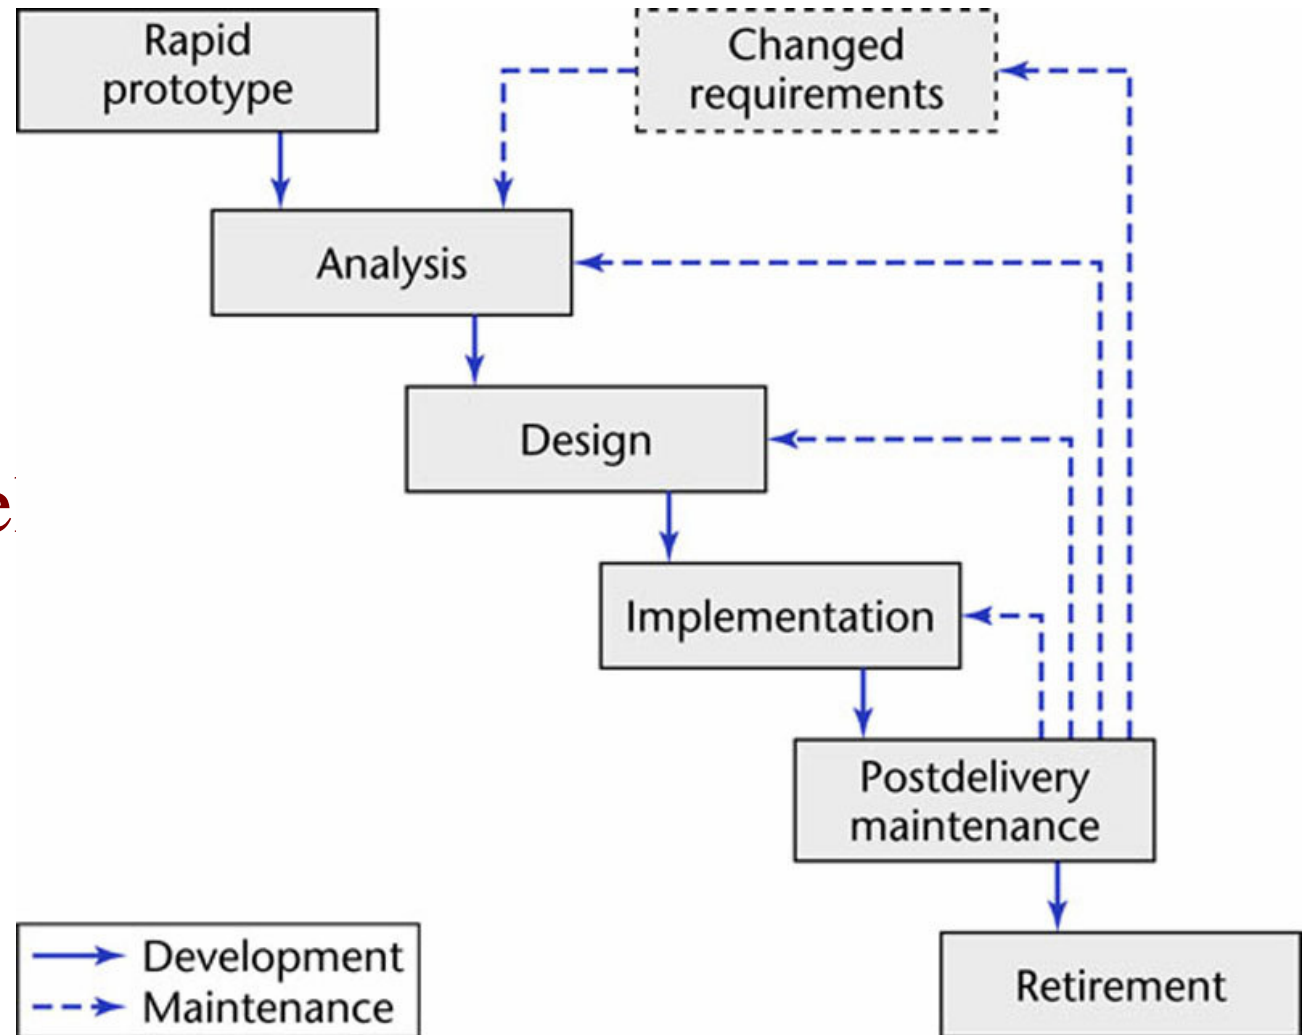 Rapid
prototype
Changed
requirements
Analysis
Design
e
Implementation
Postdelivery
maintenance
Development
Maintenance
Retirement